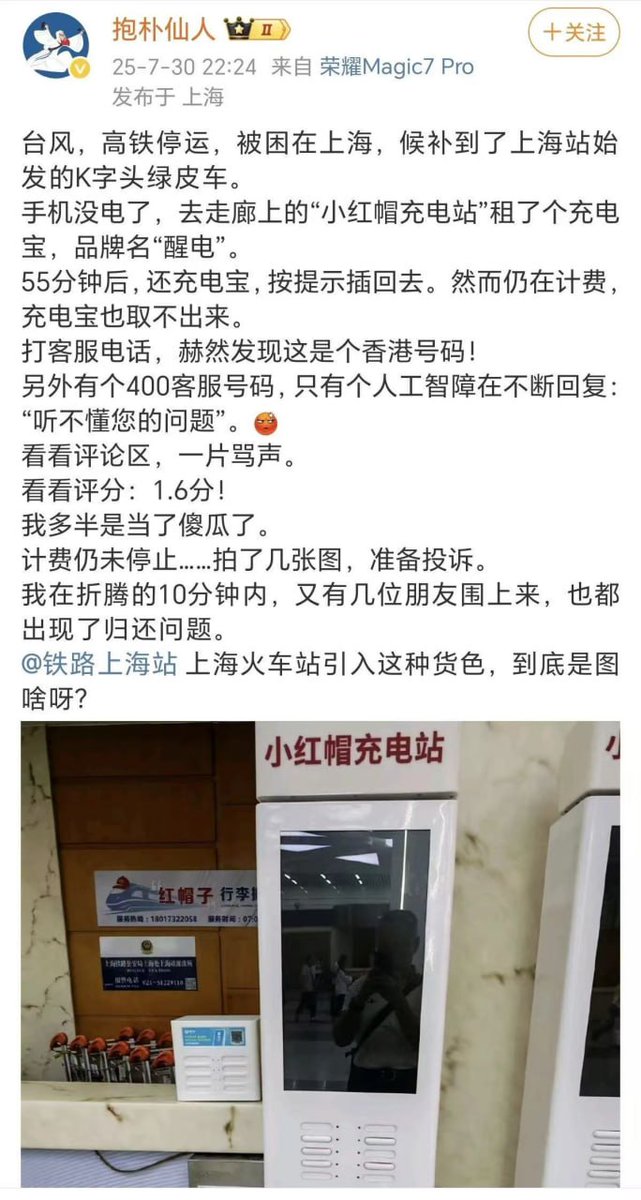 抱朴仙人 II
25-7-30 22:24 来自 荣耀Magic7 Pro
发布于 上海
+关注
台风，高铁停运，被困在上海，候补到了上海站始
发的K字头绿皮车。
手机没电了，去走廊上的“小红帽充电站”租了个充电
宝，品牌名“醒电”。
55分钟后，还充电宝，按提示插回去。然而仍在计费，
充电宝也取不出来。
打客服电话，赫然发现这是个香港号码！
另外有个400客服号码，只有个人工智障在不断回复：
“听不懂您的问题”。
看看评论区，一片骂声。
看看评分：1.6分！
我多半是当了傻瓜了。
计费仍未停止……拍了几张图，准备投诉。
我在折腾的10分钟内，又有几位朋友围上来，也都
出现了归还问题。
@铁路上海站 上海火车站引入这种货色，到底是图
啥呀？
小红帽充电站
小
红帽子 行李
服务热线：18017322058 服务时间：07:0